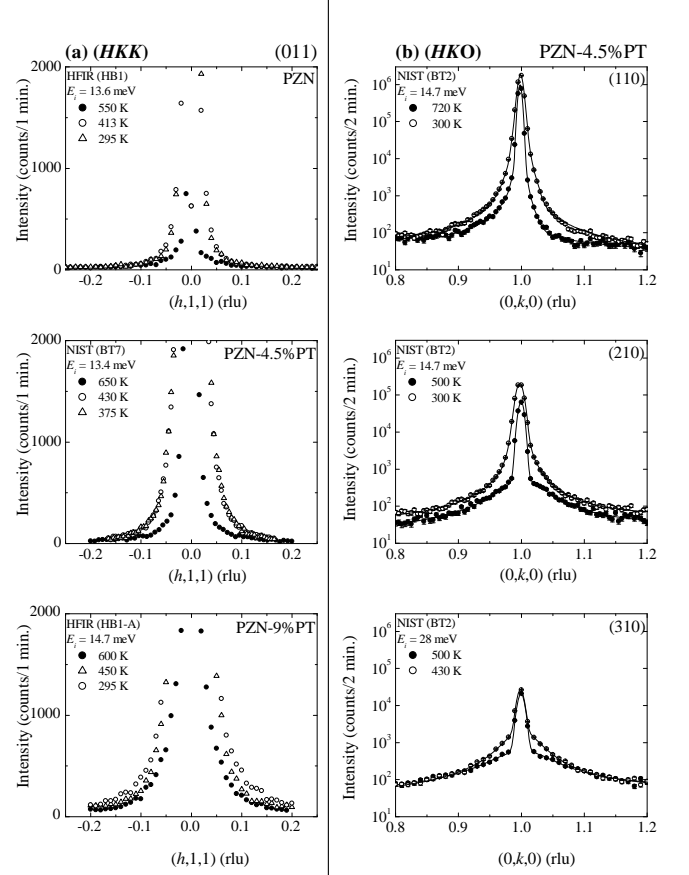 (a) (HKK) (011)
2000
1000
0
Intensity (counts/1 min.)
HFIR (HB1)
PZN
Ei = 13.6 meV
550 K
413 K
295 K
-0.2 -0.1 0.0 0.1 0.2
(h,1,1) (rlu)
2000
1000
0
Intensity (counts/1 min.)
NIST (BT7)
PZN-4.5%PT
Ei = 13.4 meV
650 K
430 K
375 K
-0.2 -0.1 0.0 0.1 0.2
(h,1,1) (rlu)
2000
1000
0
Intensity (counts/1 min.)
HFIR (HB1-A)
PZN-9%PT
Ei = 14.7 meV
600 K
450 K
295 K
-0.2 -0.1 0.0 0.1 0.2
(h,1,1) (rlu)
(b) (HKO) PZN-4.5%PT
10^6
10^5
10^4
10^3
10^2
10^1
Intensity (counts/2 min.)
NIST (BT2)
(110)
Ei = 14.7 meV
720 K
300 K
0.8 0.9 1.0 1.1 1.2
(0,k,0) (rlu)
10^6
10^5
10^4
10^3
10^2
10^1
Intensity (counts/2 min.)
NIST (BT2)
(210)
Ei = 14.7 meV
500 K
300 K
0.8 0.9 1.0 1.1 1.2
(0,k,0) (rlu)
10^6
10^5
10^4
10^3
10^2
10^1
Intensity (counts/2 min.)
NIST (BT2)
(310)
Ei = 28 meV
500 K
430 K
0.8 0.9 1.0 1.1 1.2
(0,k,0) (rlu)